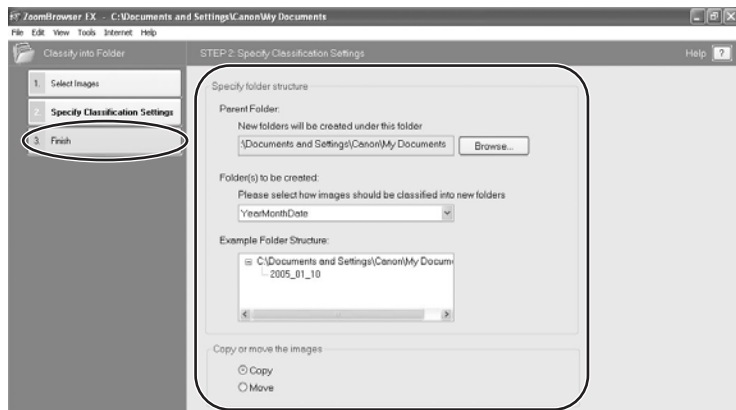 ZoomBrowser EX - C:\Documents and Settings\Canon\My Documents
File Edit View Tools Internet Help
Classify into Folder
STEP 2: Specify Classification Settings
Help ?
1. Select Images
2. Specify Classification Settings
3. Finish
Specify folder structure
Parent Folder:
New folders will be created under this folder
:\Documents and Settings\Canon\My Documents
Browse...
Folder(s) to be created:
Please select how images should be classified into new folders
YearMonthDate
Example Folder Structure:
C:\Documents and Settings\Canon\My Docum
2005_01_10
Copy or move the images
Copy
Move